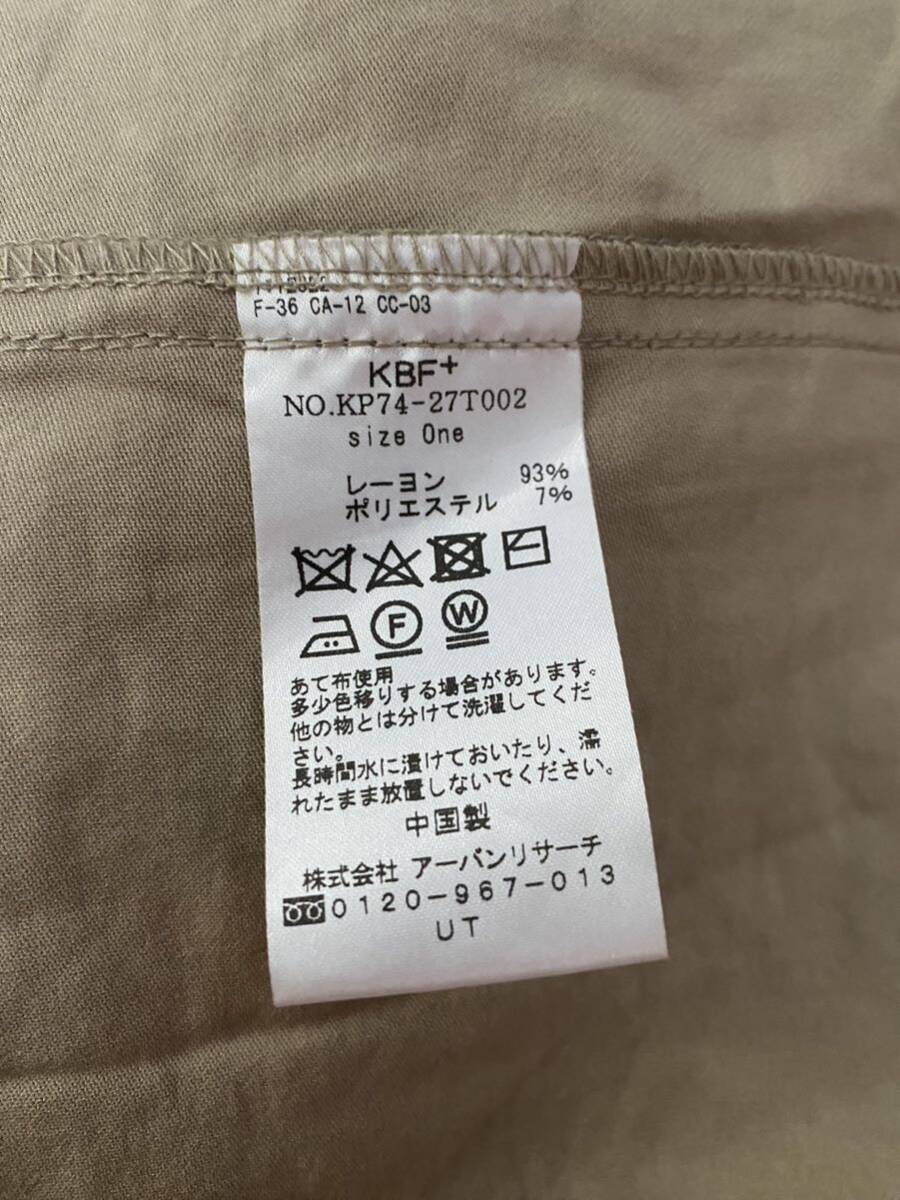 F-36 CA-12 CC-03
KBF+
NO.KP74-27T002
size One
レーヨン 93%
ポリエステル 7%
F W
あて布使用
多少色移りする場合があります。
他の物とは分けて洗濯してくだ
さい。
長時間水に漬けておいたり、濡
れたまま放置しないでください。
中国製
株式会社 アーバンリサーチ
0120-967-013
UT